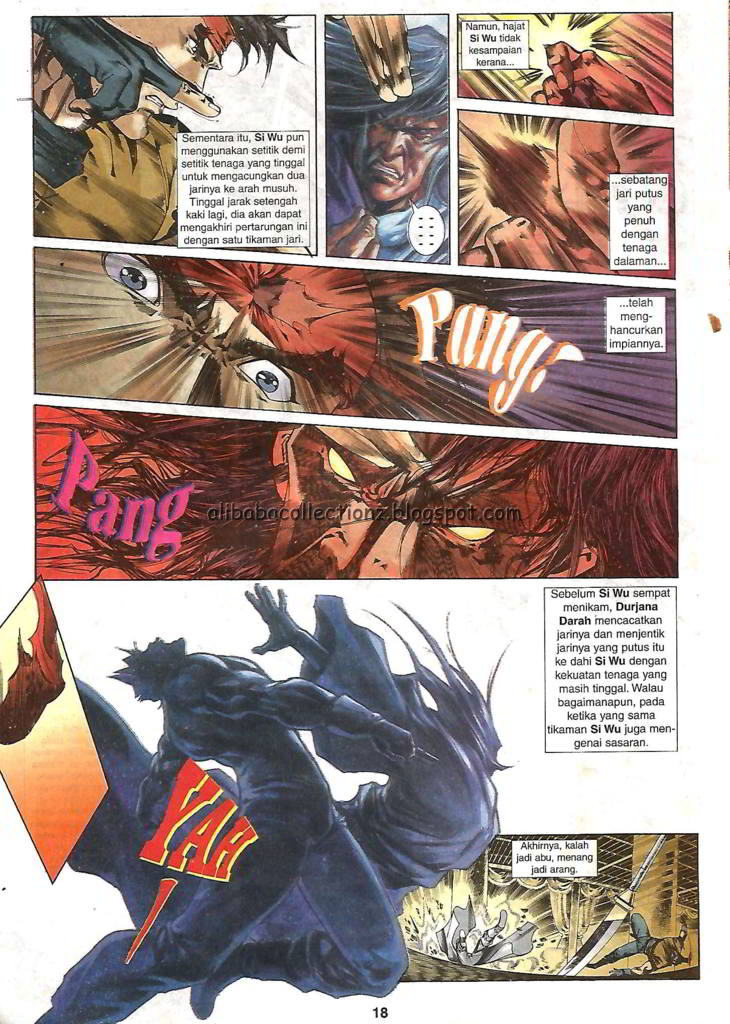 Sementara itu, Si Wu pun
menggunakan setitik demi
setitik tenaga yang tinggal
untuk mengacungkan dua
jarinya ke arah musuh.
Tinggal jarak setengah
kaki lagi, dia akan dapat
mengakhiri pertarungan ini
dengan satu tikaman jari.
......
Namun, hajat
Si Wu tidak
kesampaian
kerana...
...sebatang
jari putus
yang
penuh
dengan
tenaga
dalaman...
...telah
meng-
hancurkan
impiannya.
Pang!
Pang
alibabacollectionz.blogspot.com
Sebelum Si Wu sempat
menikam, Durjana
Darah mencacatkan
jarinya dan menjentik
jarinya yang putus itu
ke dahi Si Wu dengan
kekuatan tenaga yang
masih tinggal. Walau
bagaimanapun, pada
ketika yang sama
tikaman Si Wu juga men-
genai sasaran.
YAH!
Akhirnya, kalah
jadi abu, menang
jadi arang.
18